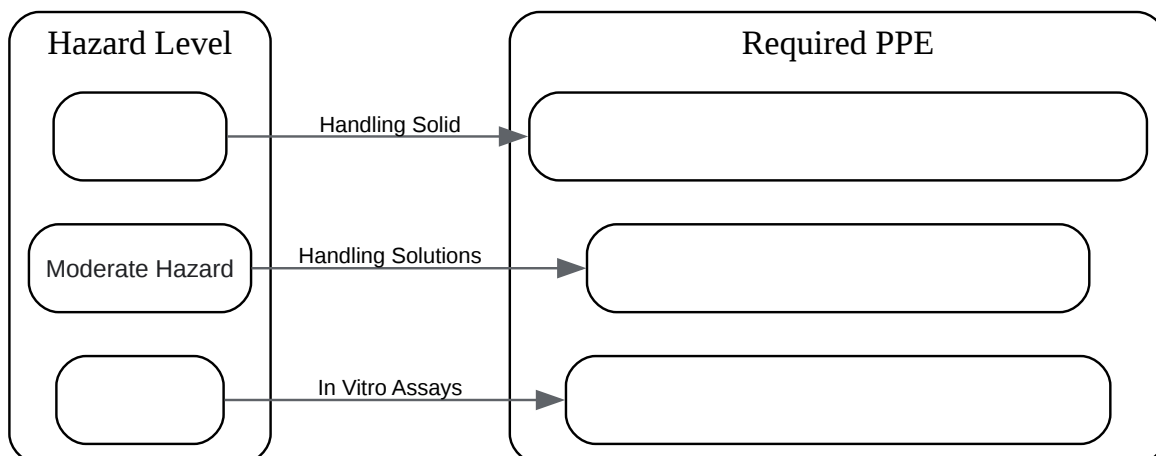 Hazard Level
Required PPE
Handling Solid
Moderate Hazard
Handling Solutions
In Vitro Assays